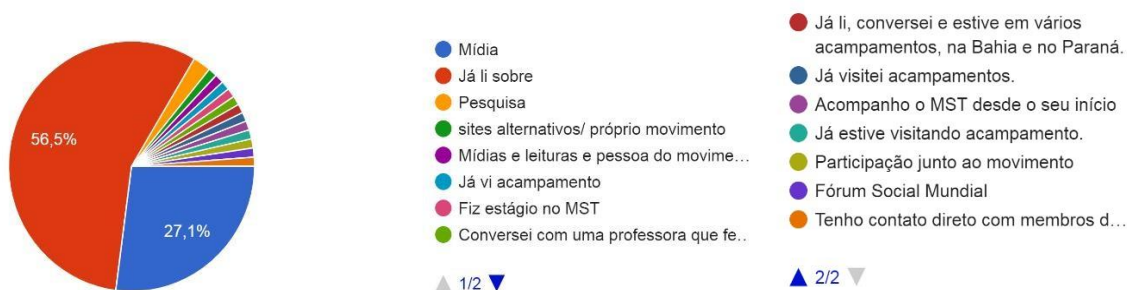 56,5%
27,1%
Mídia
Já li sobre
Pesquisa
sites alternativos/ próprio movimento
Mídias e leituras e pessoa do movime…
Já vi acampamento
Fiz estágio no MST
Conversei com uma professora que fe..
1/2
Já li, conversei e estive em vários
acampamentos, na Bahia e no Paraná.
Já visitei acampamentos.
Acompanho o MST desde o seu início
Já estive visitando acampamento.
Participação junto ao movimento
Fórum Social Mundial
Tenho contato direto com membros d…
2/2